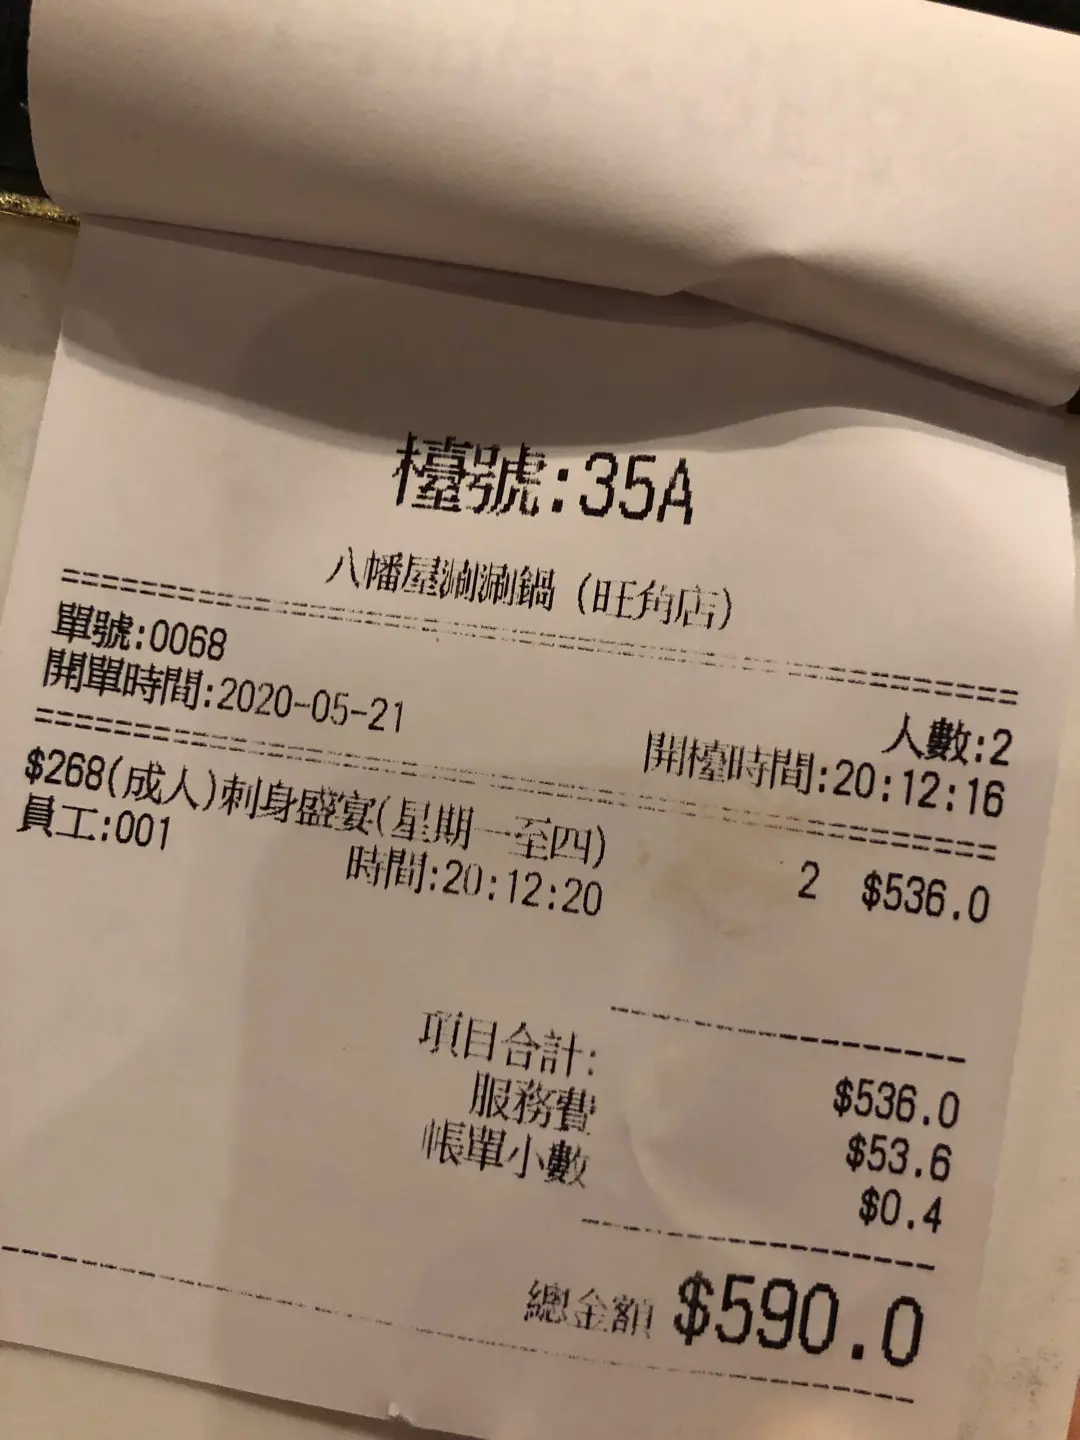 檯號:35A
八幡屋涮涮鍋 (旺角店)
==================================================
單號:0068
人數:2
開單時間:2020-05-21
開檯時間:20:12:16
==================================================
$268(成人)刺身盛宴(星期一至四)
2 $536.0
員工:001
時間:20:12:20
項目合計: $536.0
服務費 $53.6
帳單小數 $0.4
總金額 $590.0